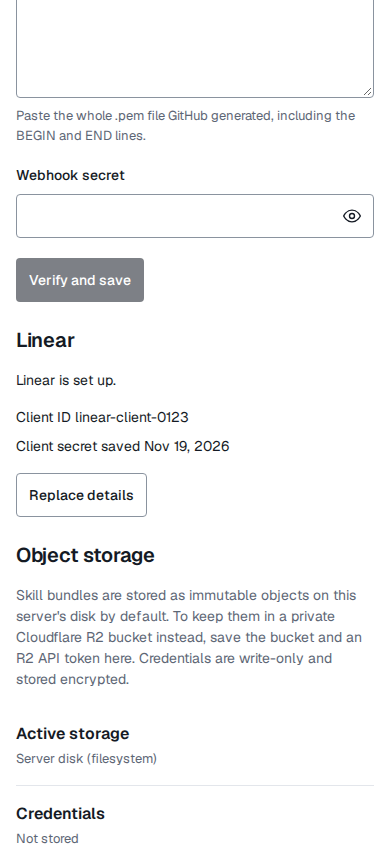 Paste the whole .pem file GitHub generated, including the
BEGIN and END lines.
Webhook secret
Verify and save
Linear
Linear is set up.
Client ID linear-client-0123
Client secret saved Nov 19, 2026
Replace details
Object storage
Skill bundles are stored as immutable objects on this
server's disk by default. To keep them in a private
Cloudflare R2 bucket instead, save the bucket and an
R2 API token here. Credentials are write-only and
stored encrypted.
Active storage
Server disk (filesystem)
Credentials
Not stored